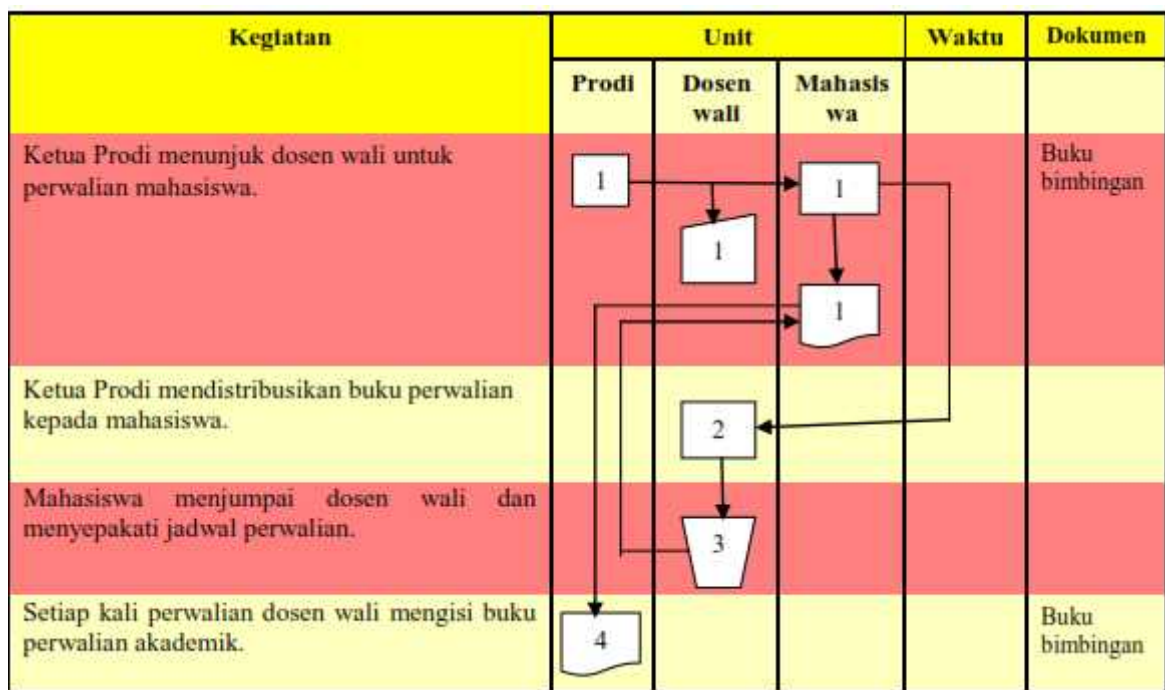 Kegiatan Unit Waktu Dokumen
Prodi Dosen wali Mahasis wa
Ketua Prodi menunjuk dosen wali untuk
perwalian mahasiswa.
1
1
1
1
Buku
bimbingan
Ketua Prodi mendistribusikan buku perwalian
kepada mahasiswa.
2
Mahasiswa menjumpai dosen wali dan
menyepakati jadwal perwalian.
3
Setiap kali perwalian dosen wali mengisi buku
perwalian akademik.
4
Buku
bimbingan